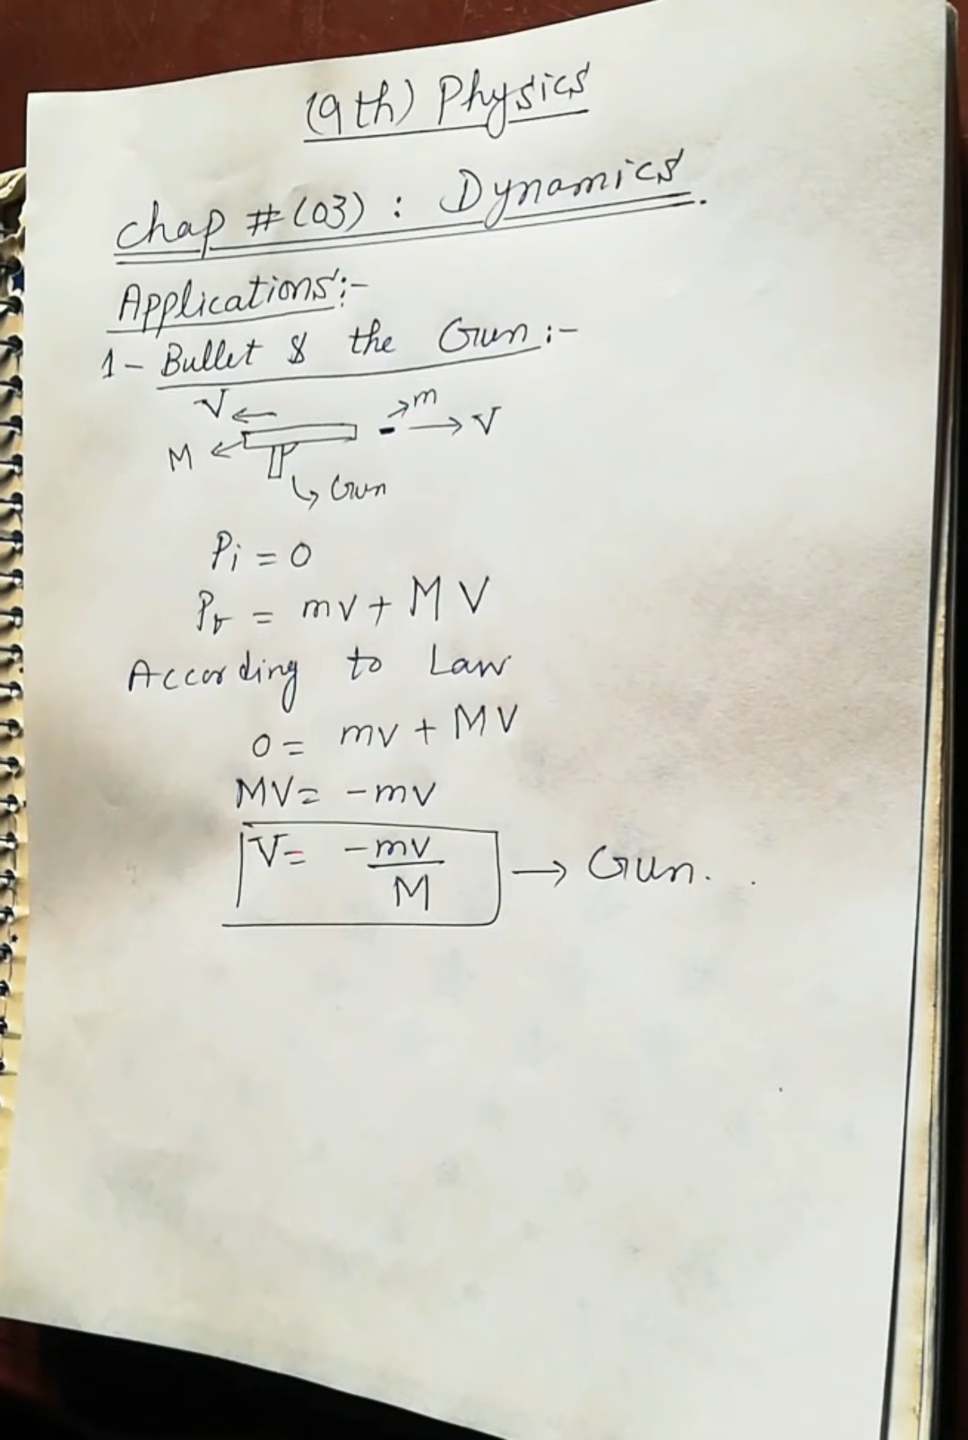 (9th) Physics
Chap # (03) : Dynamics.
Applications:-
1- Bullet & the Gun:-
V m
V
M
Gun
Pi = 0
Pf = mv + MV
According to Law
0 = mv + MV
MV = -mv
V = -mv/M → Gun.